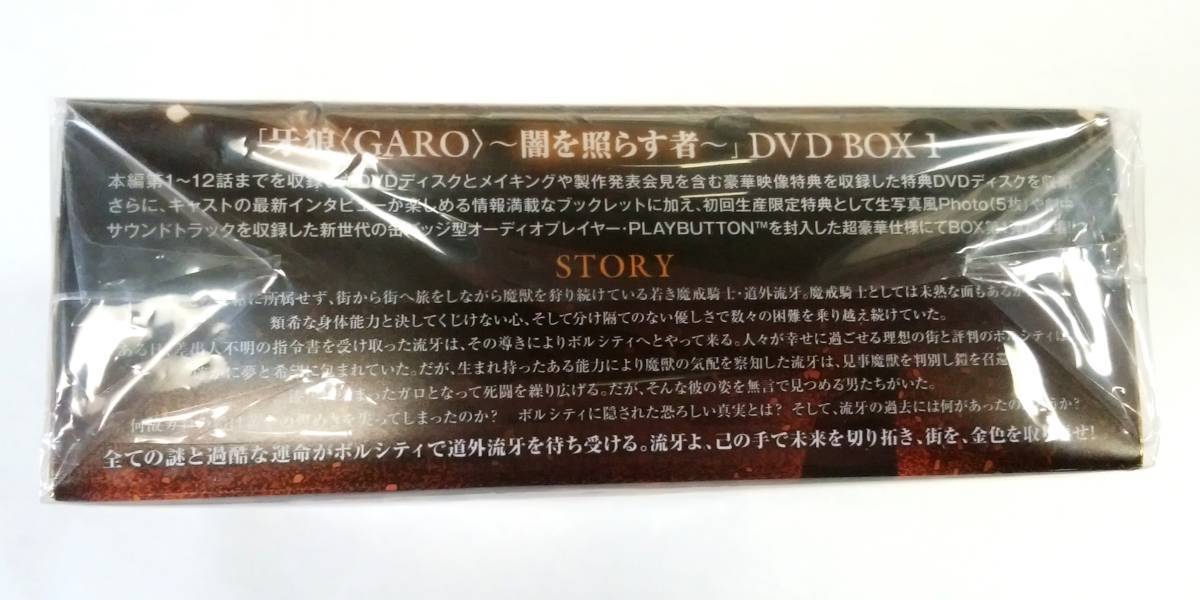 「牙狼〈GARO〉～闇を照らす者～」DVD BOX 1
本編第1～12話までを収録 DVDディスクとメイキングや製作発表会見を含む豪華映像特典を収録した特典DVDディスクを収
さらに、キャストの最新インタビューが楽しめる情報満載なブックレットに加え、初回生産限定特典として生写真風Photo(5枚)や
サウンドトラックを収録した新世代の缶バッジ型オーディオプレイヤー・PLAYBUTTON™を封入した超豪華仕様にてBOX第
STORY
に所属せず、街から街へ旅をしながら魔獣を狩り続けている若き魔戒騎士・道外流牙。魔戒騎士としては未熟な面もあるが
類希な身体能力と決してくじけない心、そして分け隔てのない優しさで数々の困難を乗り越え続けていた。
ある日、差出人不明の指令書を受け取った流牙は、その導きによりボルシティへとやって来る。人々が幸せに過ごせる理想の街と評判のボルシティは
に夢と希望に包まれていた。だが、生まれ持ったある能力により魔獣の気配を察知した流牙は、見事魔獣を判別し鎧を召還
まったガロとなって死闘を繰り広げる。だが、そんな彼の姿を無言で見つめる男たちがいた。
何故 ってしまったのか？ ボルシティに隠された恐ろしい真実とは？ そして、流牙の過去には何があったの うか？
全ての謎と過酷な運命がボルシティで道外流牙を待ち受ける。流牙よ、己の手で未来を切り拓き、街を、金色を取り せ！